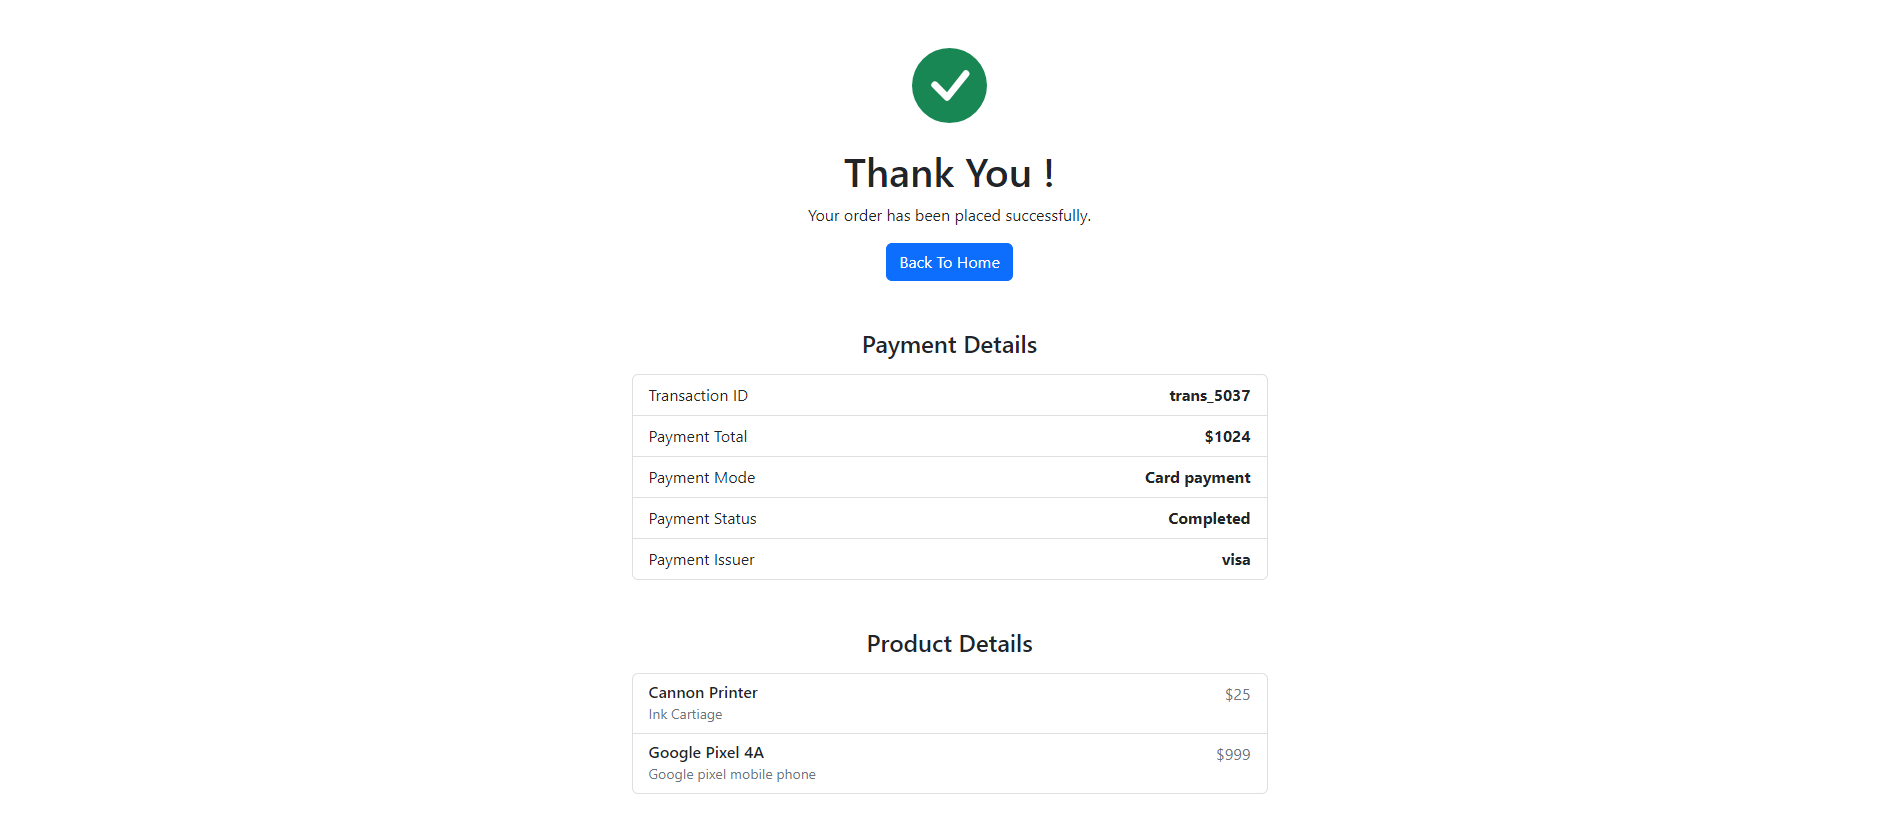 Thank You !
Your order has been placed successfully.
Back To Home
Payment Details
Transaction ID trans_5037
Payment Total $1024
Payment Mode Card payment
Payment Status Completed
Payment Issuer visa
Product Details
Cannon Printer $25
Ink Cartiage
Google Pixel 4A $999
Google pixel mobile phone